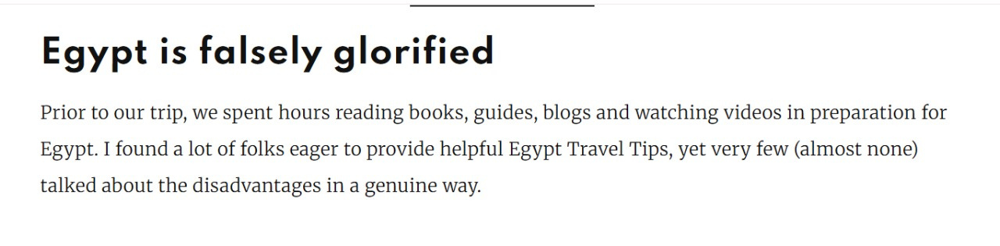 Egypt is falsely glorified
Prior to our trip, we spent hours reading books, guides, blogs and watching videos in preparation for
Egypt. I found a lot of folks eager to provide helpful Egypt Travel Tips, yet very few (almost none)
talked about the disadvantages in a genuine way.